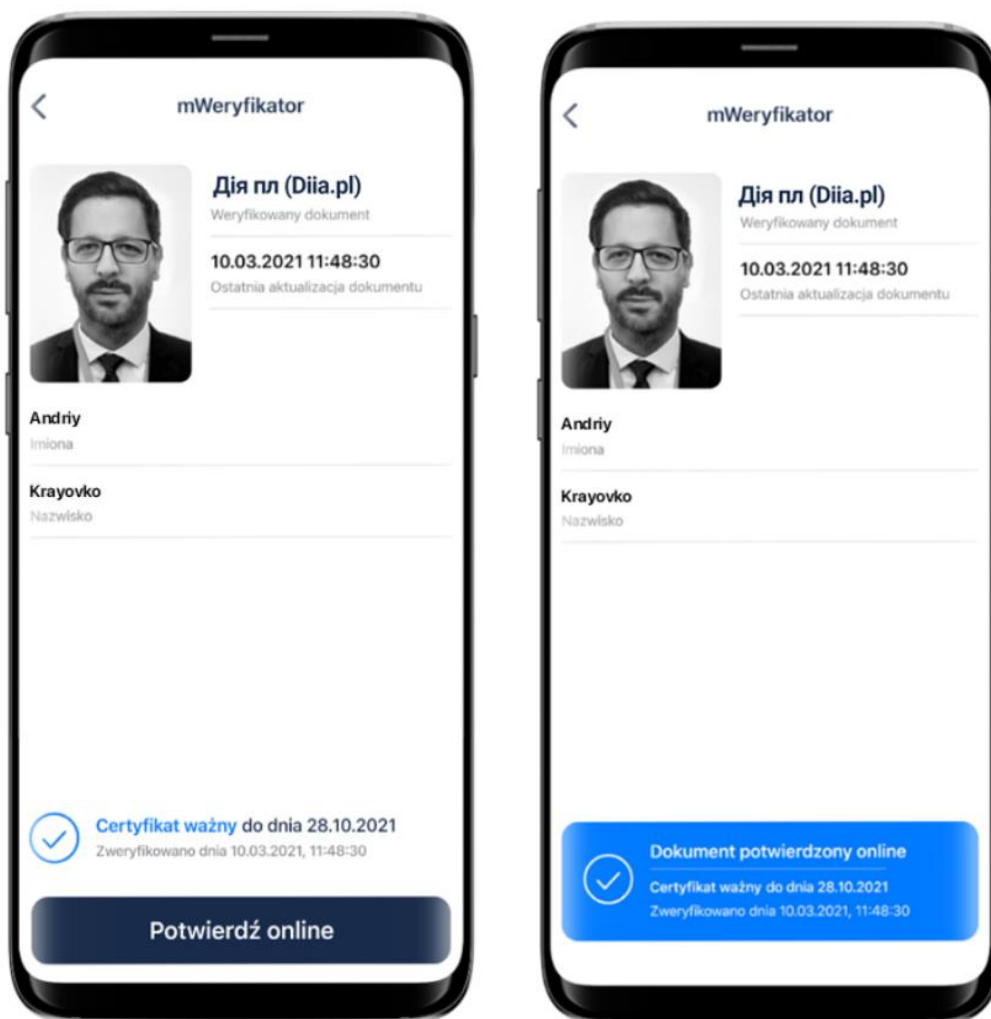 mWeryfikator
Дія пл (Diia.pl)
Weryfikowany dokument
10.03.2021 11:48:30
Ostatnia aktualizacja dokumentu
Andriy
Imiona
Krayovko
Nazwisko
Certyfikat ważny do dnia 28.10.2021
Zweryfikowano dnia 10.03.2021, 11:48:30
Potwierdź online
mWeryfikator
Дія пл (Diia.pl)
Weryfikowany dokument
10.03.2021 11:48:30
Ostatnia aktualizacja dokumentu
Andriy
Imiona
Krayovko
Nazwisko
Dokument potwierdzony online
Certyfikat ważny do dnia 28.10.2021
Zweryfikowano dnia 10.03.2021, 11:48:30